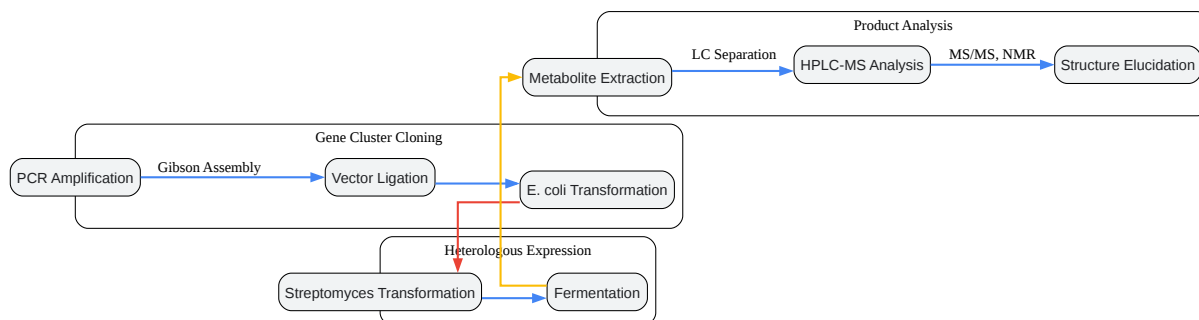 Product Analysis
LC Separation
MS/MS, NMR
Metabolite Extraction
HPLC-MS Analysis
Structure Elucidation
Gene Cluster Cloning
Gibson Assembly
PCR Amplification
Vector Ligation
E. coli Transformation
Heterologous Expression
Streptomyces Transformation
Fermentation